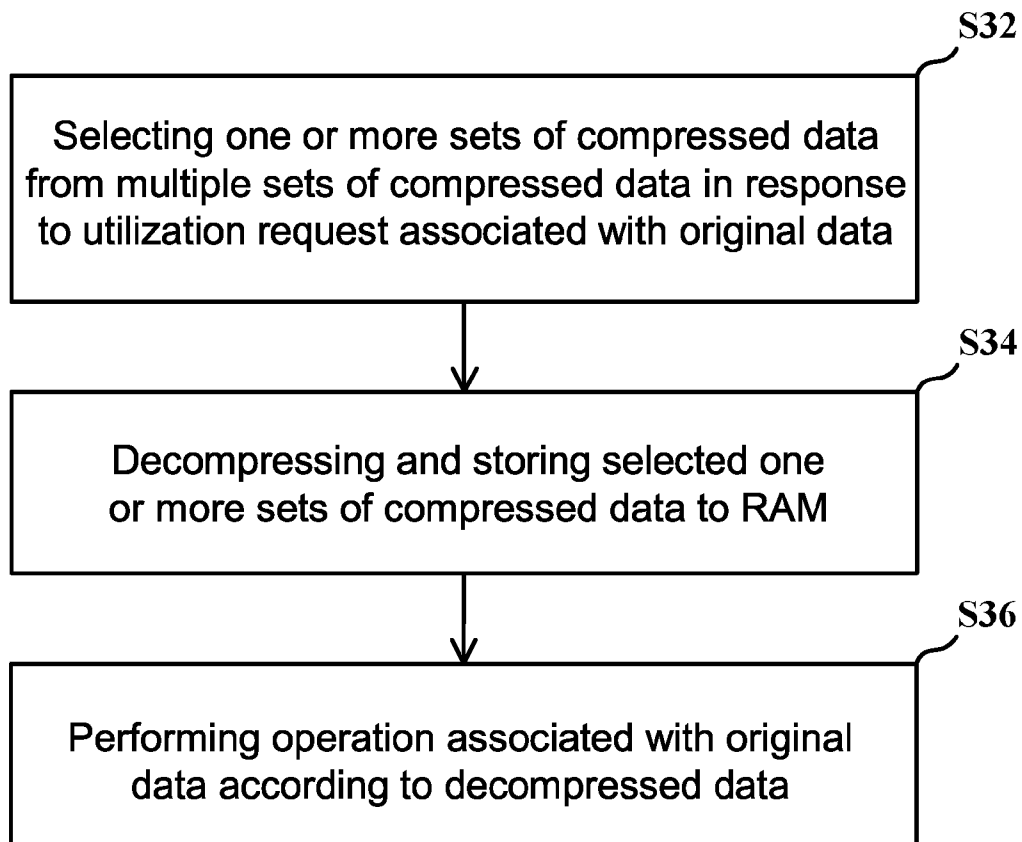 S32
Selecting one or more sets of compressed data
from multiple sets of compressed data in response
to utilization request associated with original data
S34
Decompressing and storing selected one
or more sets of compressed data to RAM
S36
Performing operation associated with original
data according to decompressed data